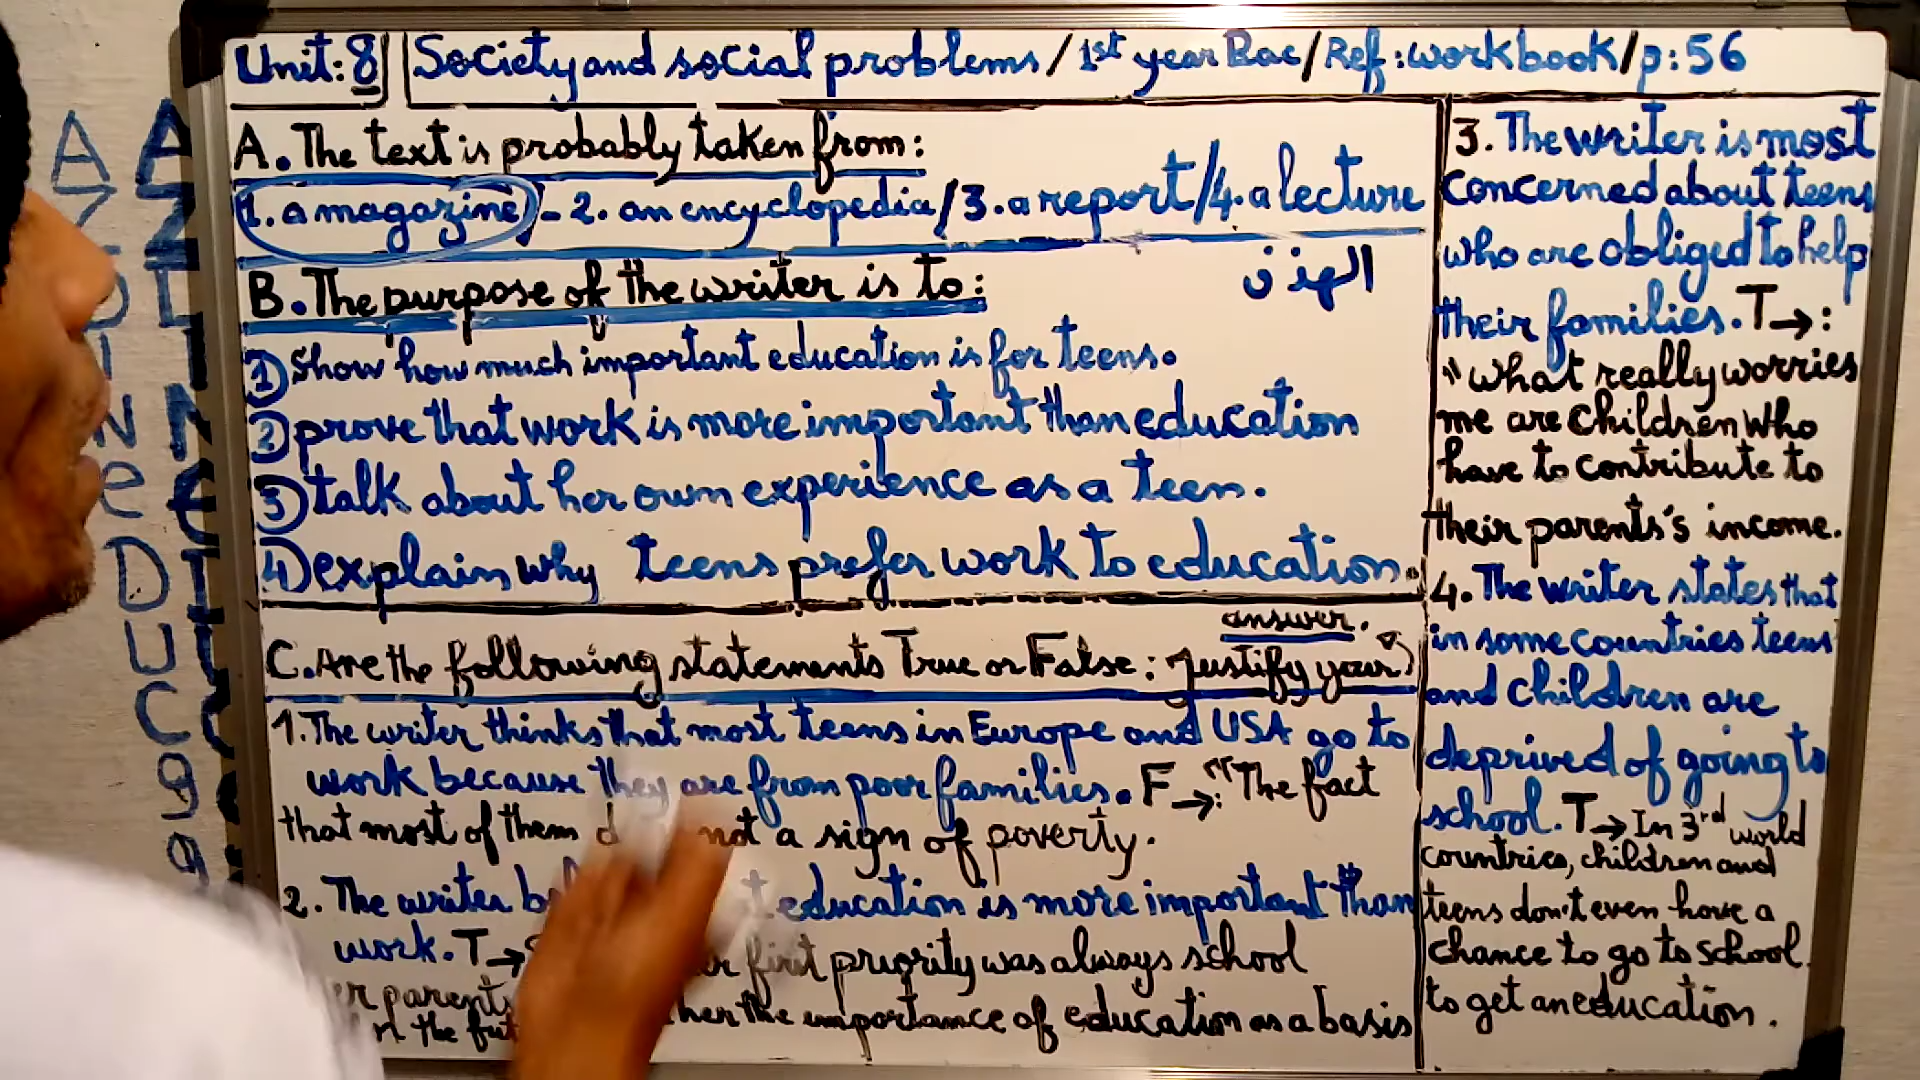 Unit: 8 Society and social problems / 1st year Bac / Ref: workbook / p: 56
A. The text is probably taken from:
1. a magazine - 2. an encyclopedia / 3. a report / 4. a lecture
B. The purpose of the writer is to:
الهدف
1) Show how much important education is for teens.
2) prove that work is more important than education
3) talk about her own experience as a teen.
4) explain why teens prefer work to education.
C. Are the following statements True or False: justify your
answer.
1. The writer thinks that most teens in Europe and USA go to
work because they are from poor families. F →: "The fact
that most of them not a sign of poverty.
2. The writer education is more important than
work. T → first priority was always school
parents the importance of education as a basis
the
3. The writer is most
concerned about teens
who are obliged to help
their families. T →:
"what really worries
me are children who
have to contribute to
their parents's income.
4. The writer states that
in some countries teens
and children are
deprived of going to
school. T → In 3rd world
countries, children and
teens don't even have a
chance to go to school
to get an education.
A A
Z Z
I
N N
e
D I
U
C
9
9